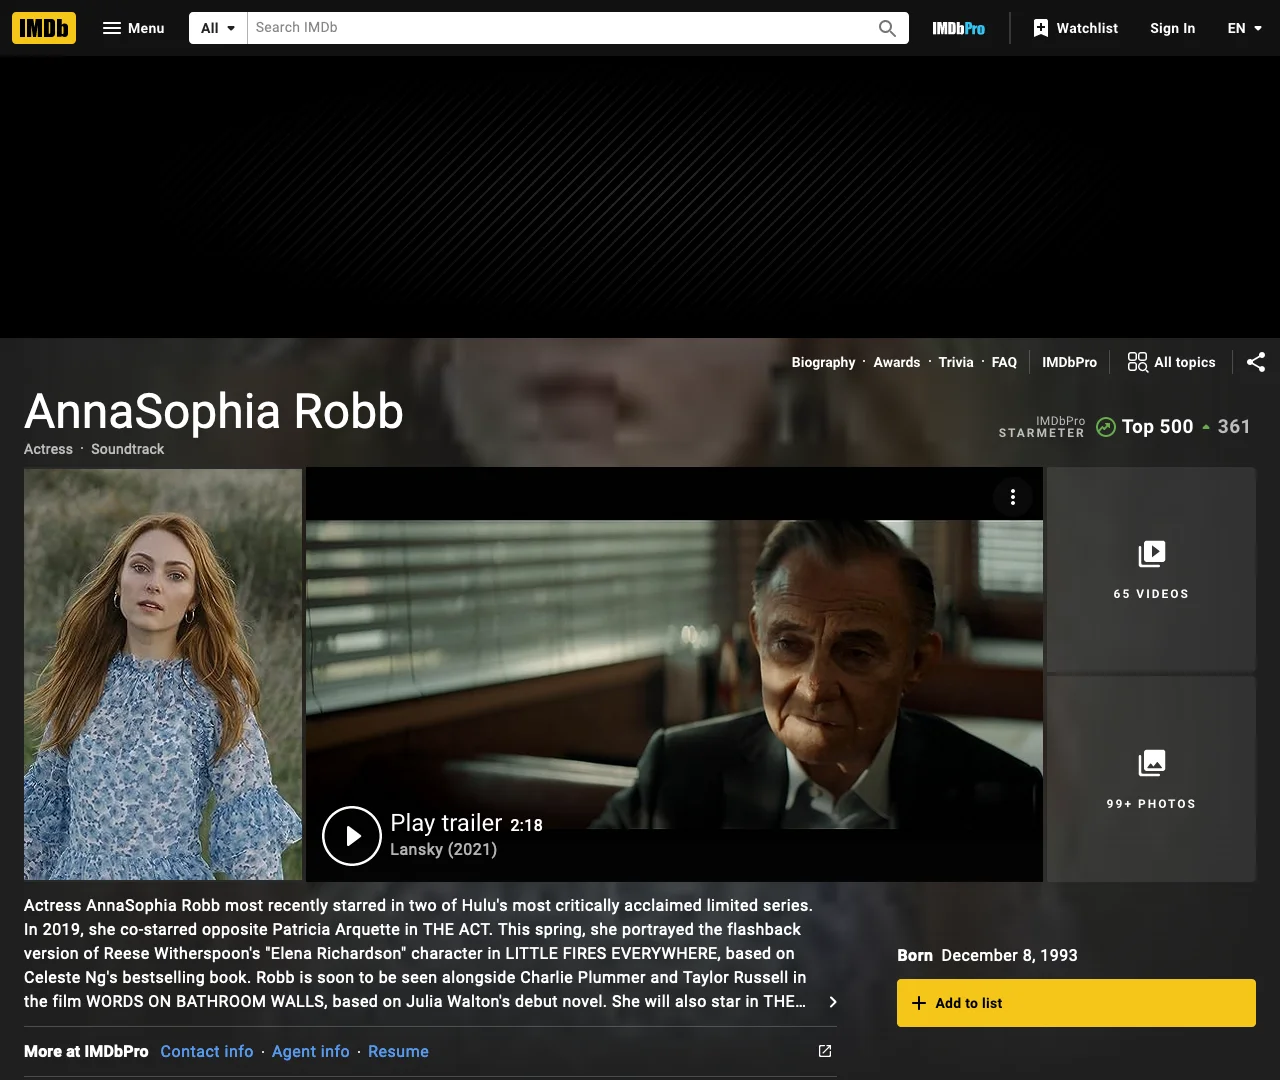 IMDb Menu All Search IMDb IMDbPro Watchlist Sign In EN
Biography · Awards · Trivia · FAQ IMDbPro All topics
AnnaSophia Robb
Actress · Soundtrack
IMDbPro
STARMETER Top 500 361
65 VIDEOS
99+ PHOTOS
Play trailer 2:18
Lansky (2021)
Actress AnnaSophia Robb most recently starred in two of Hulu's most critically acclaimed limited series.
In 2019, she co-starred opposite Patricia Arquette in THE ACT. This spring, she portrayed the flashback
version of Reese Witherspoon's "Elena Richardson" character in LITTLE FIRES EVERYWHERE, based on
Celeste Ng's bestselling book. Robb is soon to be seen alongside Charlie Plummer and Taylor Russell in
the film WORDS ON BATHROOM WALLS, based on Julia Walton's debut novel. She will also star in THE…
Born December 8, 1993
Add to list
More at IMDbPro Contact info · Agent info · Resume